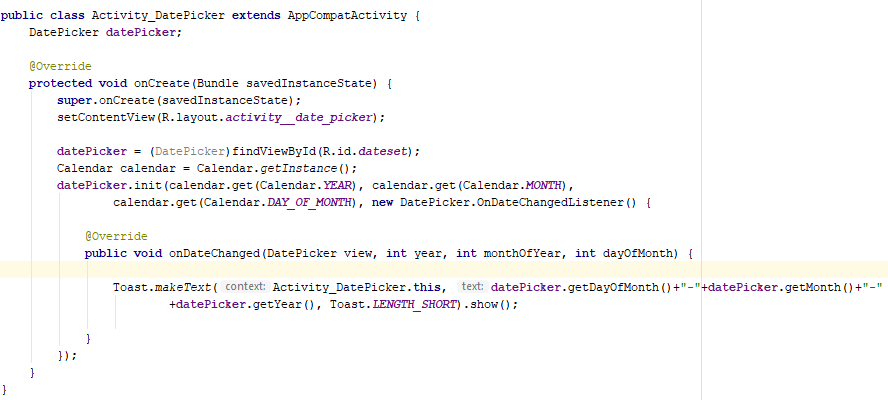 public class Activity_DatePicker extends AppCompatActivity {
    DatePicker datePicker;
    @Override
    protected void onCreate(Bundle savedInstanceState) {
        super.onCreate(savedInstanceState);
        setContentView(R.layout.activity__date_picker);
        datePicker = (DatePicker)findViewById(R.id.dateset);
        Calendar calendar = Calendar.getInstance();
        datePicker.init(calendar.get(Calendar.YEAR), calendar.get(Calendar.MONTH),
                calendar.get(Calendar.DAY_OF_MONTH), new DatePicker.OnDateChangedListener() {
            @Override
            public void onDateChanged(DatePicker view, int year, int monthOfYear, int dayOfMonth) {
                Toast.makeText( context: Activity_DatePicker.this, text: datePicker.getDayOfMonth()+"-"+datePicker.getMonth()+"-"
                        +datePicker.getYear(), Toast.LENGTH_SHORT).show();
            }
        });
    }
}